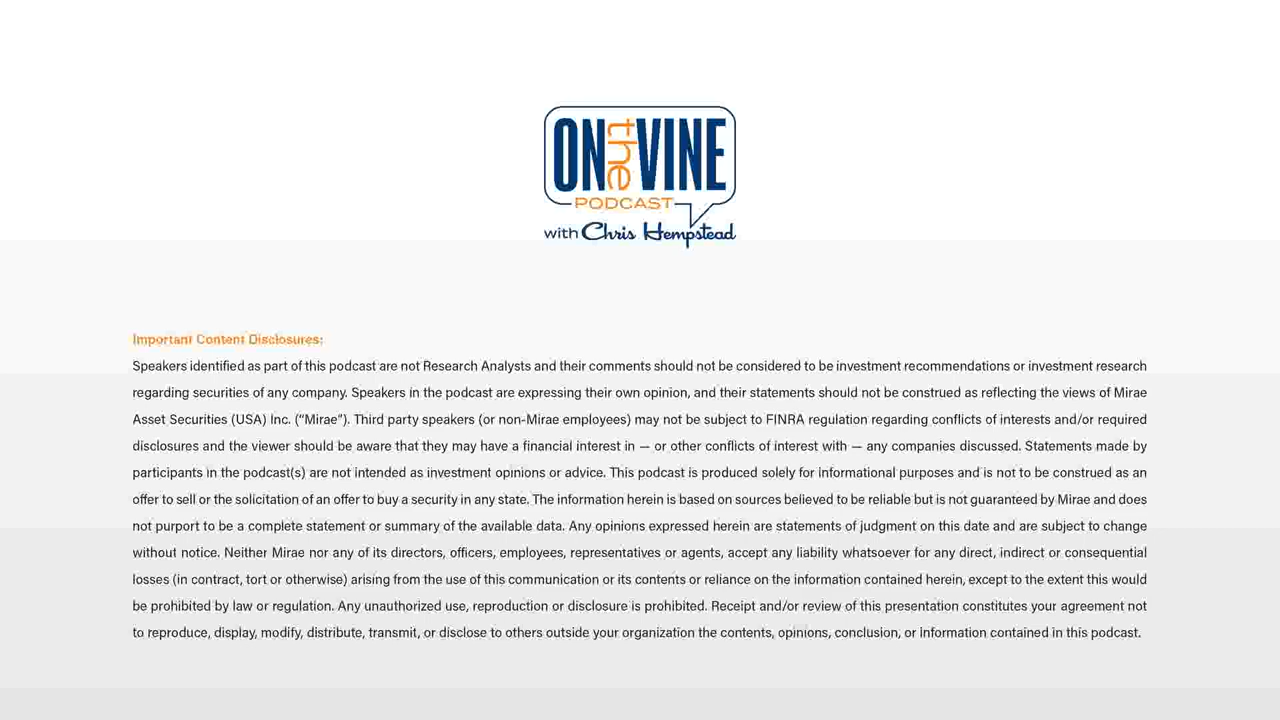 ON the VINE
PODCAST
with Chris Hempstead
Important Content Disclosures:
Speakers identified as part of this podcast are not Research Analysts and their comments should not be considered to be investment recommendations or investment research
regarding securities of any company. Speakers in the podcast are expressing their own opinion, and their statements should not be construed as reflecting the views of Mirae
Asset Securities (USA) Inc. (“Mirae”). Third party speakers (or non-Mirae employees) may not be subject to FINRA regulation regarding conflicts of interests and/or required
disclosures and the viewer should be aware that they may have a financial interest in — or other conflicts of interest with — any companies discussed. Statements made by
participants in the podcast(s) are not intended as investment opinions or advice. This podcast is produced solely for informational purposes and is not to be construed as an
offer to sell or the solicitation of an offer to buy a security in any state. The information herein is based on sources believed to be reliable but is not guaranteed by Mirae and does
not purport to be a complete statement or summary of the available data. Any opinions expressed herein are statements of judgment on this date and are subject to change
without notice. Neither Mirae nor any of its directors, officers, employees, representatives or agents, accept any liability whatsoever for any direct, indirect or consequential
losses (in contract, tort or otherwise) arising from the use of this communication or its contents or reliance on the information contained herein, except to the extent this would
be prohibited by law or regulation. Any unauthorized use, reproduction or disclosure is prohibited. Receipt and/or review of this presentation constitutes your agreement not
to reproduce, display, modify, distribute, transmit, or disclose to others outside your organization the contents, opinions, conclusion, or information contained in this podcast.